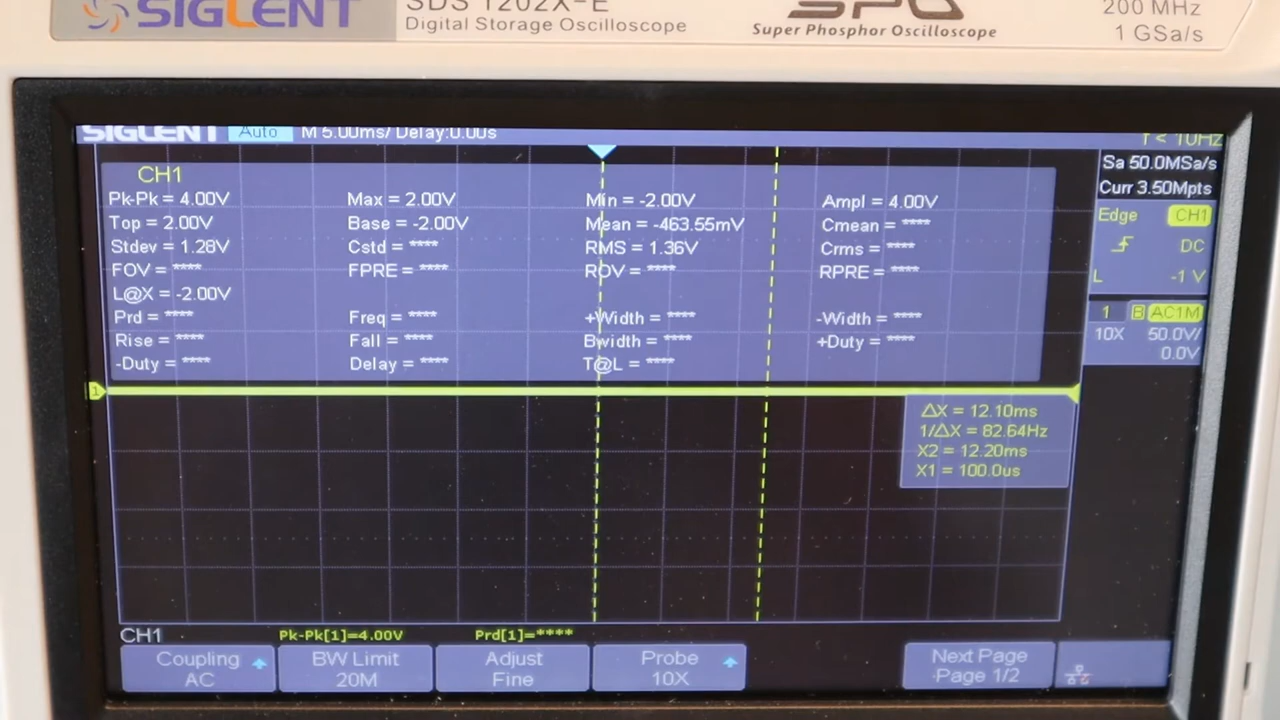 SIGLENT SDS 1202X-E SPO 200 MHz
Digital Storage Oscilloscope Super Phosphor Oscilloscope 1 GSa/s
SIGLENT Auto M 5.00ms/ Delay:0.00s f < 10Hz
Sa 50.0MSa/s
Curr 3.50Mpts
CH1
Pk-Pk = 4.00V Max = 2.00V Min = -2.00V Ampl = 4.00V
Top = 2.00V Base = -2.00V Mean = -463.55mV Cmean = ****
Stdev = 1.28V Cstd = **** RMS = 1.36V Crms = ****
FOV = **** FPRE = **** ROV = **** RPRE = ****
L@X = -2.00V
Prd = **** Freq = **** +Width = **** -Width = ****
Rise = **** Fall = **** Bwidth = **** +Duty = ****
-Duty = **** Delay = **** T@L = ****
Edge CH1
DC
L -1 V
1 B AC1M
10X 50.0V/
0.0V
1
ΔX = 12.10ms
1/ΔX = 82.64Hz
X2 = 12.20ms
X1 = 100.0us
CH1 Pk-Pk[1]=4.00V Prd[1]=****
Coupling BW Limit Adjust Probe Next Page
AC 20M Fine 10X Page 1/2